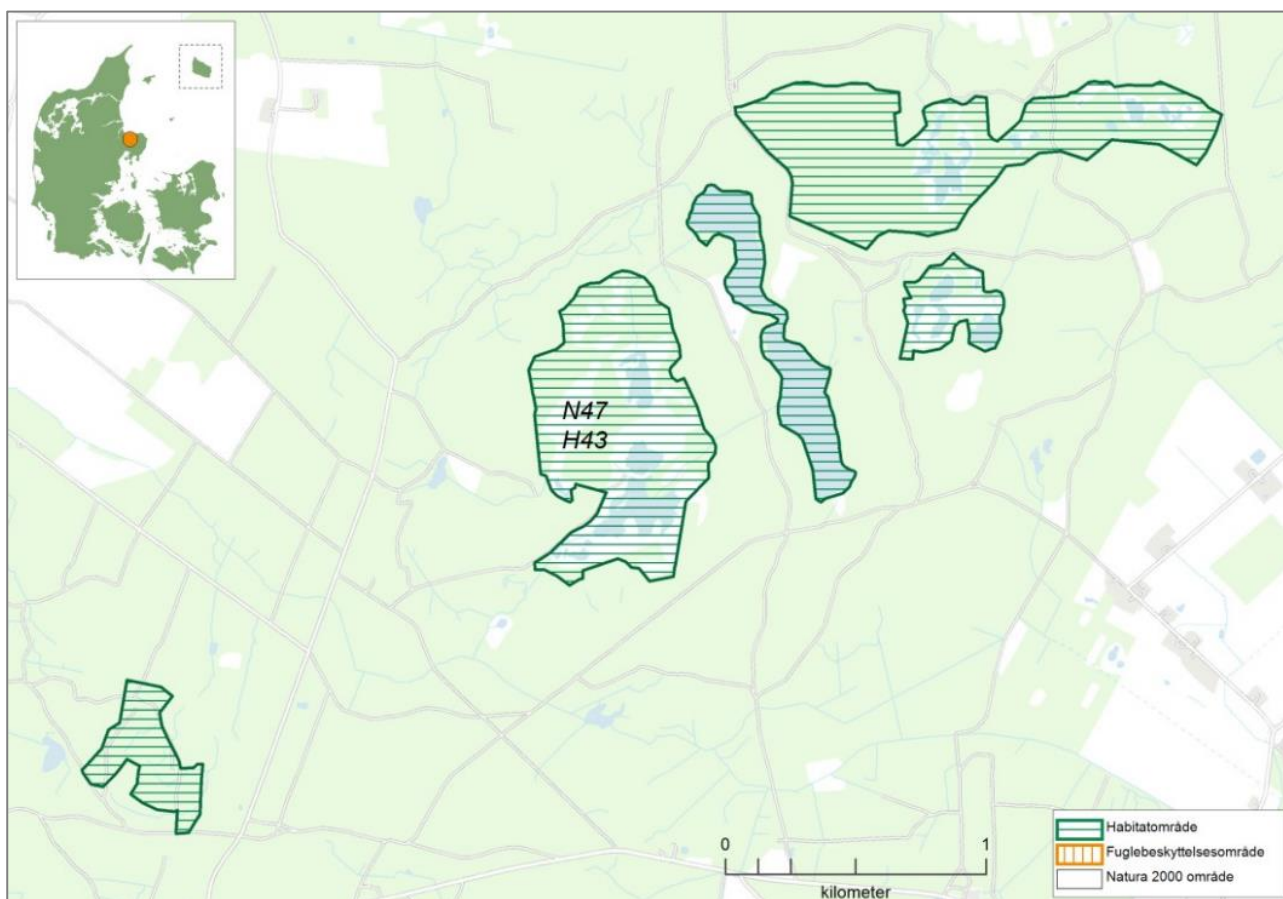 N47
H43
0 1
kilometer
Habitatområde
Fuglebeskyttelsesområde
Natura 2000 område